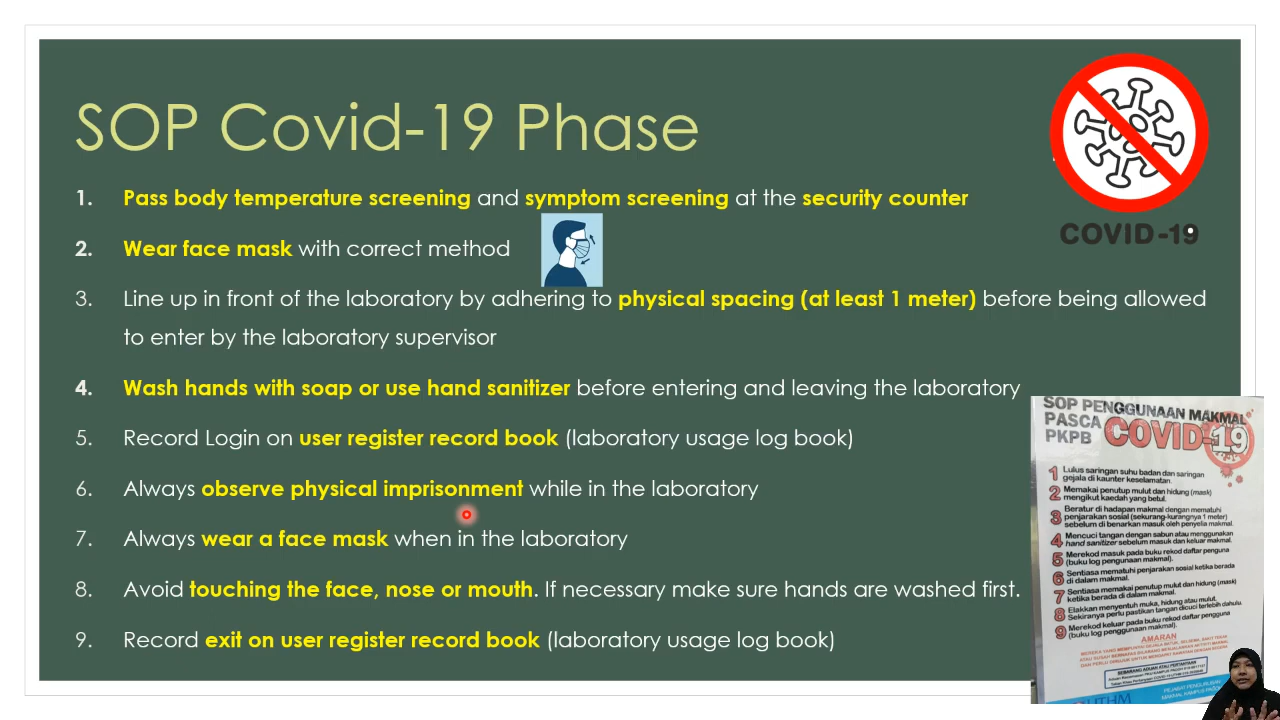 SOP Covid-19 Phase
COVID-19
1. Pass body temperature screening and symptom screening at the security counter
2. Wear face mask with correct method
3. Line up in front of the laboratory by adhering to physical spacing (at least 1 meter) before being allowed
to enter by the laboratory supervisor
4. Wash hands with soap or use hand sanitizer before entering and leaving the laboratory
5. Record Login on user register record book (laboratory usage log book)
6. Always observe physical imprisonment while in the laboratory
7. Always wear a face mask when in the laboratory
8. Avoid touching the face, nose or mouth. If necessary make sure hands are washed first.
9. Record exit on user register record book (laboratory usage log book)
SOP PENGGUNAAN MAKMAL
PASCA COVID-19
PKPB
1 Lulus saringan suhu badan dan saringan
gejala di kaunter keselamatan.
2 Memakai penutup mulut dan hidung (mask)
mengikut kaedah yang betul.
3 Beratur di hadapan makmal dengan mematuhi
penjarakan sosial (sekurang-kurangnya 1 meter)
sebelum di benarkan masuk oleh penyelia makmal.
4 Mencuci tangan dengan sabun atau menggunakan
hand sanitizer sebelum masuk dan keluar makmal.
5 Merekod masuk pada buku rekod daftar pengguna
(buku log penggunaan makmal).
6 Sentiasa mematuhi penjarakan sosial ketika berada
di dalam makmal.
7 Sentiasa memakai penutup mulut dan hidung (mask)
ketika berada di dalam makmal.
8 Elakkan menyentuh muka, hidung atau mulut.
Sekiranya perlu pastikan tangan dicuci terlebih dahulu.
9 Merekod keluar pada buku rekod daftar pengguna
(buku log penggunaan makmal).
AMARAN
UTHM
PEJABAT PENGURUSAN
MAKMAL KAMPUS